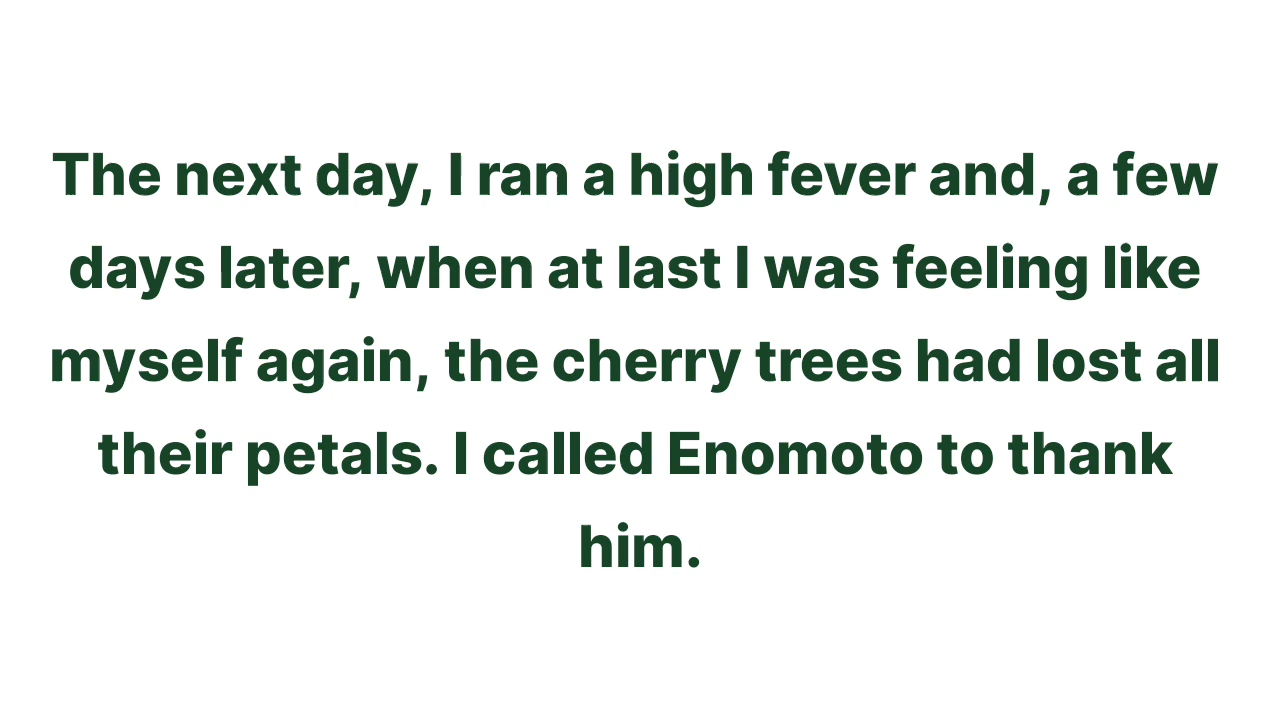 The next day, I ran a high fever and, a few
days later, when at last I was feeling like
myself again, the cherry trees had lost all
their petals. I called Enomoto to thank
him.